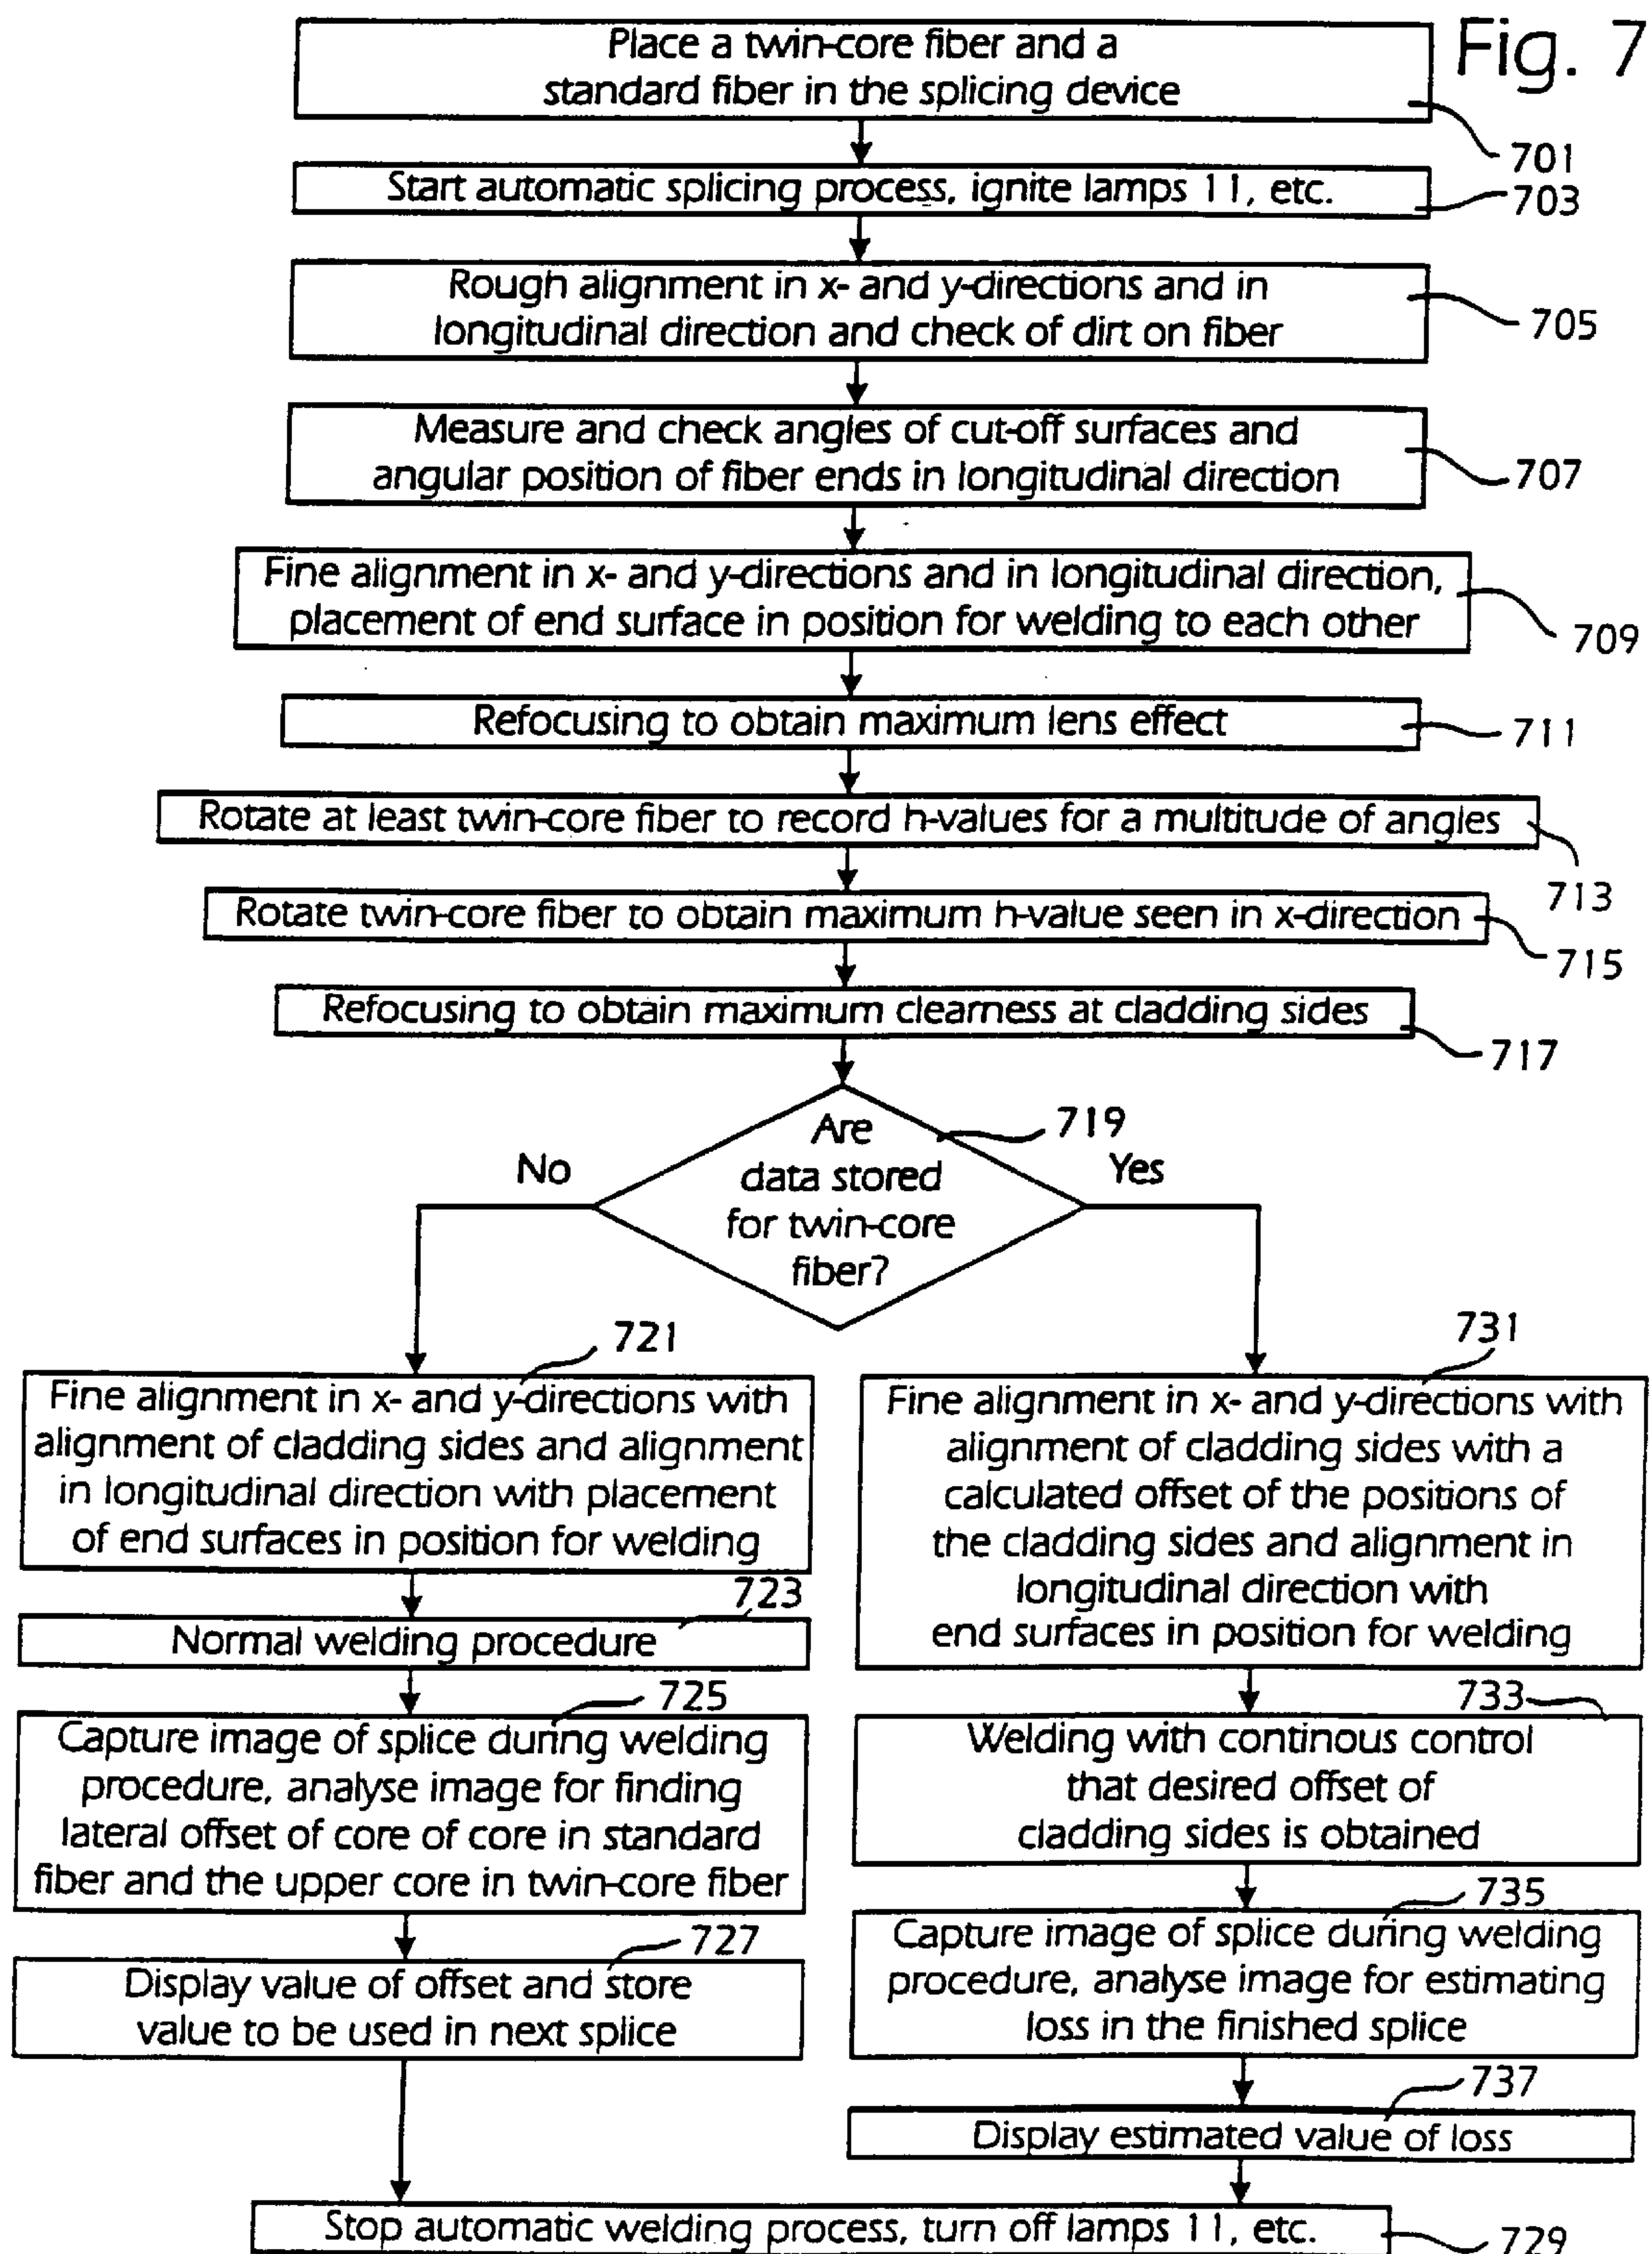 Fig. 7
Place a twin-core fiber and a
standard fiber in the splicing device
701
Start automatic splicing process, ignite lamps 11, etc.
703
Rough alignment in x- and y-directions and in
longitudinal direction and check of dirt on fiber
705
Measure and check angles of cut-off surfaces and
angular position of fiber ends in longitudinal direction
707
Fine alignment in x- and y-directions and in longitudinal direction,
placement of end surface in position for welding to each other
709
Refocusing to obtain maximum lens effect
711
Rotate at least twin-core fiber to record h-values for a multitude of angles
713
Rotate twin-core fiber to obtain maximum h-value seen in x-direction
715
Refocusing to obtain maximum clearness at cladding sides
717
Are
data stored
for twin-core
fiber?
719
No
Yes
721
Fine alignment in x- and y-directions with
alignment of cladding sides and alignment
in longitudinal direction with placement
of end surfaces in position for welding
723
Normal welding procedure
725
Capture image of splice during welding
procedure, analyse image for finding
lateral offset of core of core in standard
fiber and the upper core in twin-core fiber
727
Display value of offset and store
value to be used in next splice
731
Fine alignment in x- and y-directions with
alignment of cladding sides with a
calculated offset of the positions of
the cladding sides and alignment in
longitudinal direction with
end surfaces in position for welding
733
Welding with continous control
that desired offset of
cladding sides is obtained
735
Capture image of splice during welding
procedure, analyse image for estimating
loss in the finished splice
737
Display estimated value of loss
Stop automatic welding process, turn off lamps 11, etc.
729